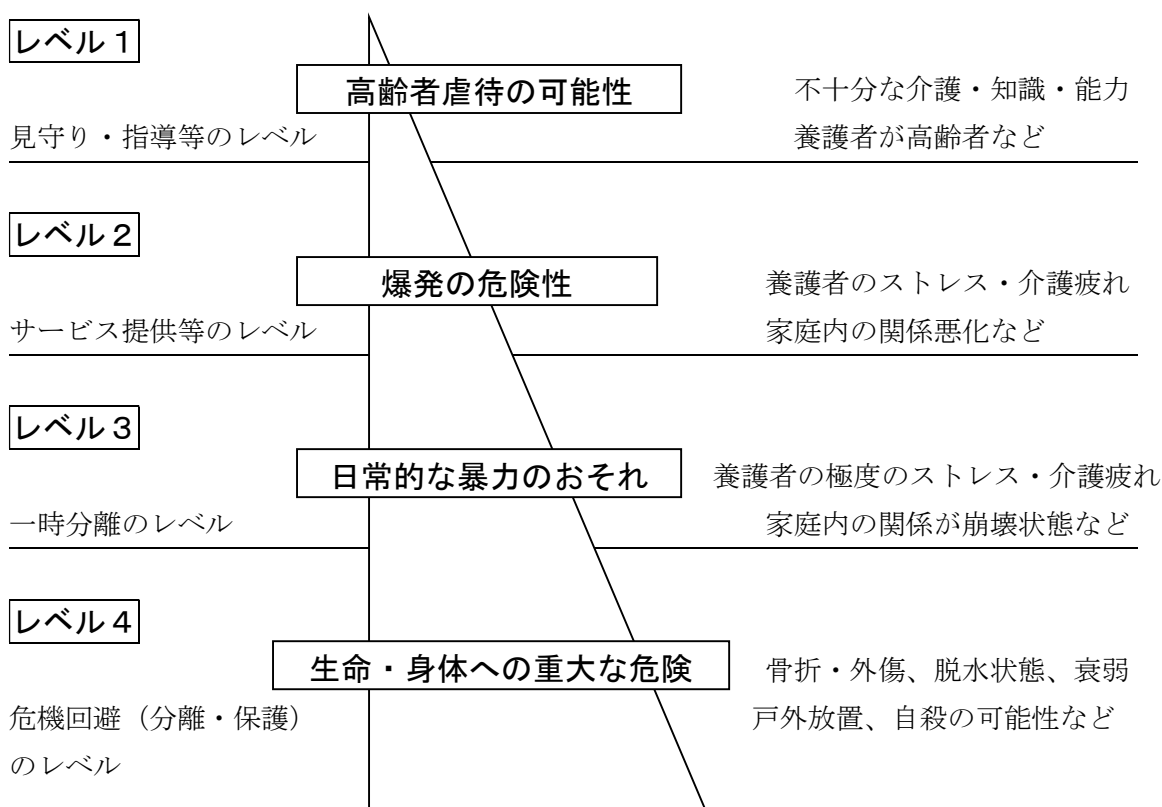 レベル１
高齢者虐待の可能性
不十分な介護・知識・能力
見守り・指導等のレベル
養護者が高齢者など
レベル２
爆発の危険性
養護者のストレス・介護疲れ
サービス提供等のレベル
家庭内の関係悪化など
レベル３
日常的な暴力のおそれ
養護者の極度のストレス・介護疲れ
一時分離のレベル
家庭内の関係が崩壊状態など
レベル４
生命・身体への重大な危険
骨折・外傷、脱水状態、衰弱
危機回避（分離・保護）
戸外放置、自殺の可能性など
のレベル